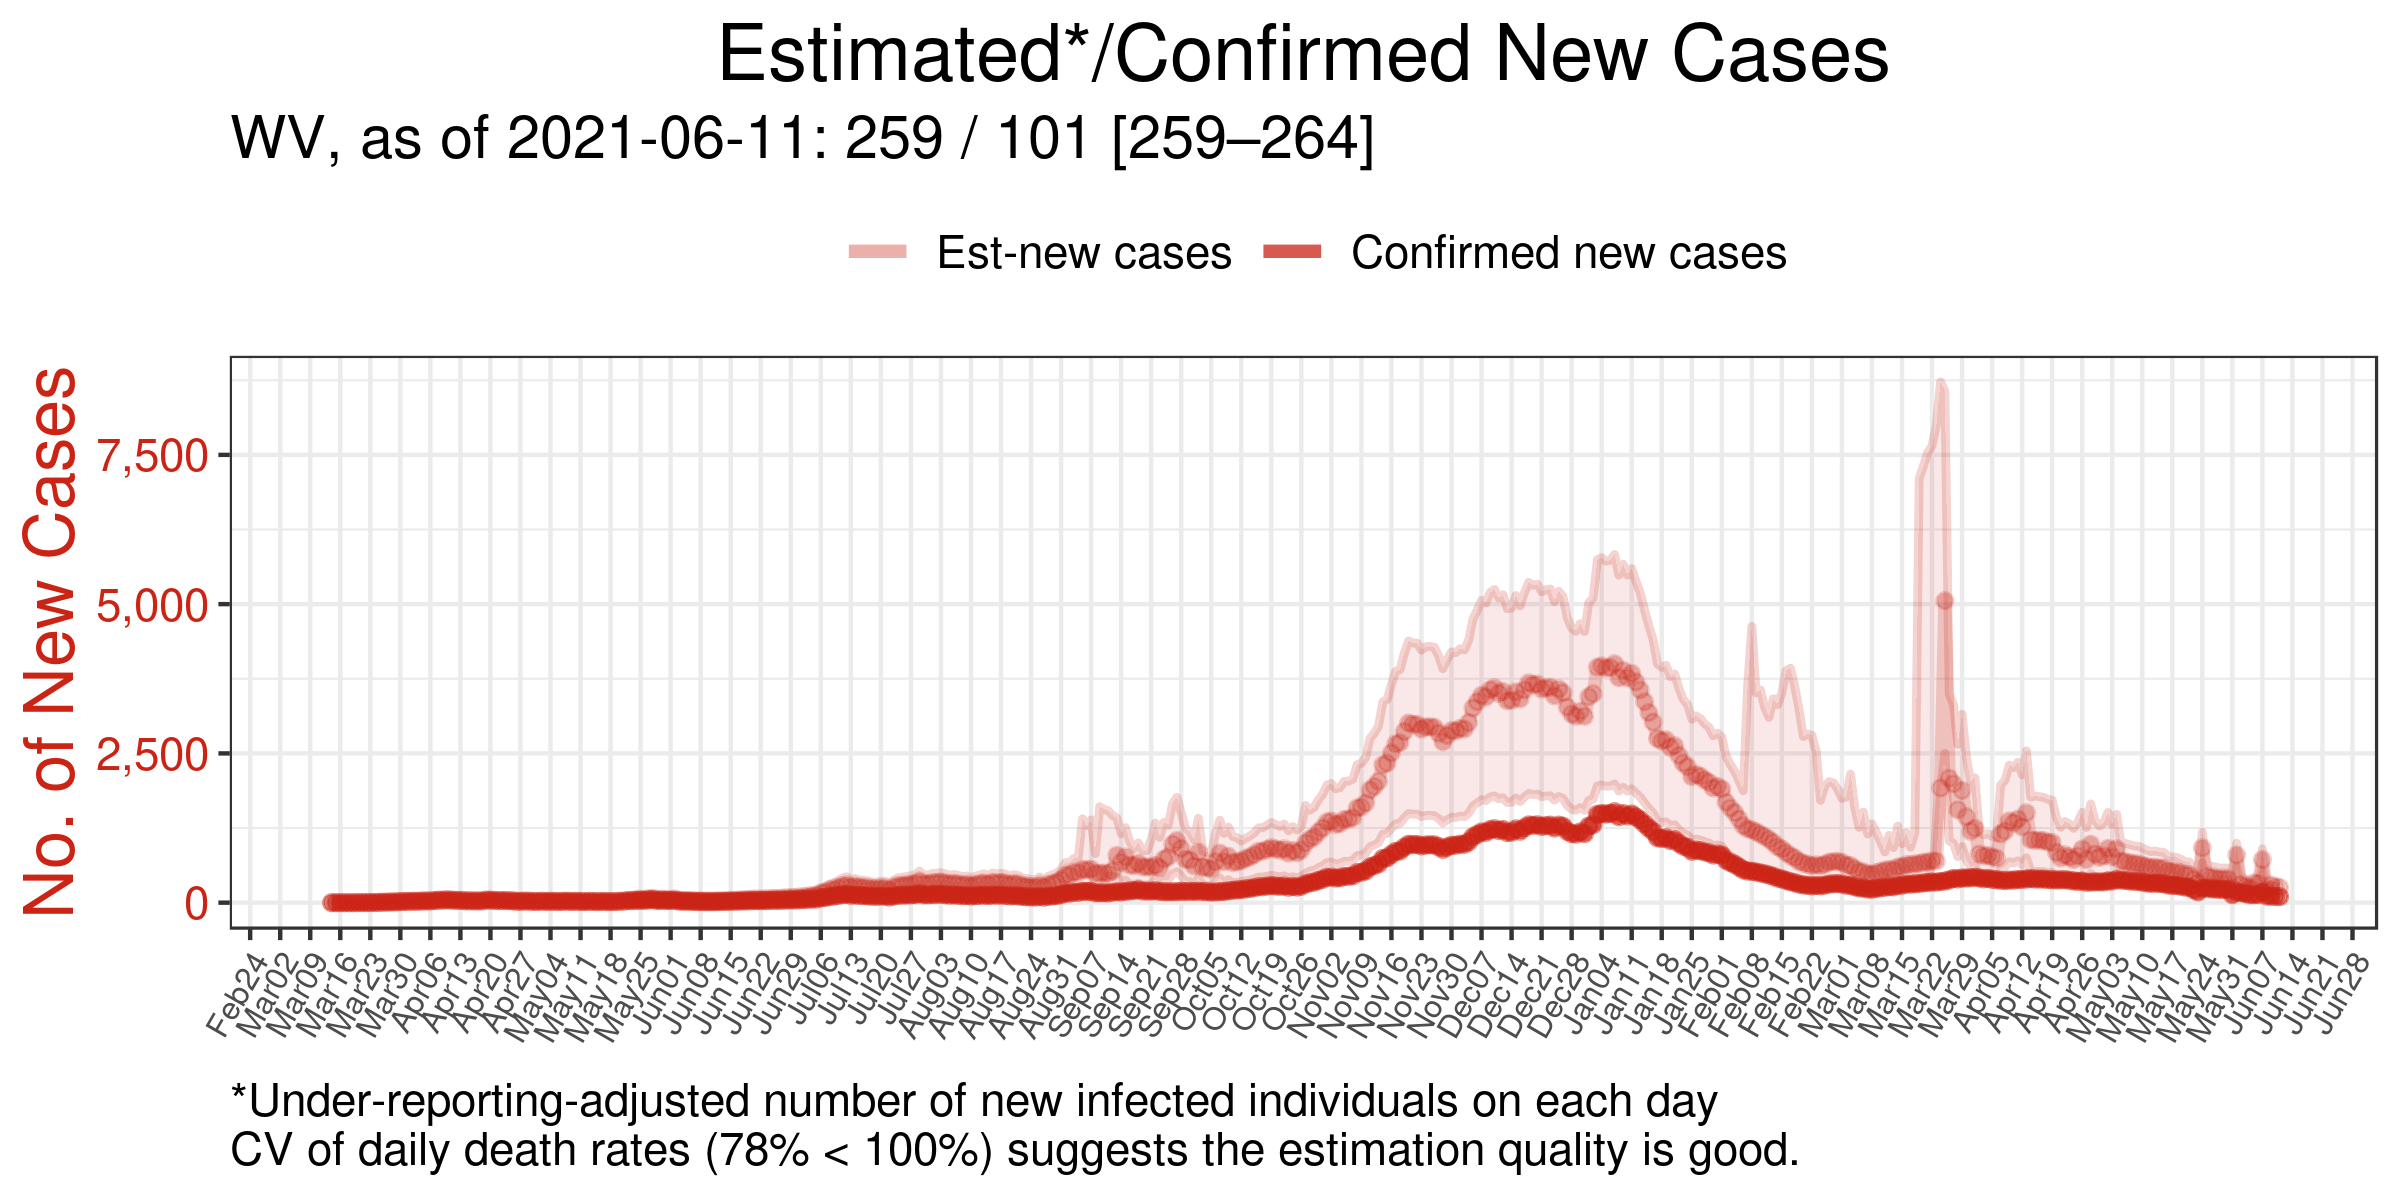 Estimated*/Confirmed New Cases
WV, as of 2021-06-11: 259 / 101 [259–264]
Est-new cases
Confirmed new cases
No. of New Cases
7,500
5,000
2,500
0
Feb24
Mar02
Mar09
Mar16
Mar23
Mar30
Apr06
Apr13
Apr20
Apr27
May04
May11
May18
May25
Jun01
Jun08
Jun15
Jun22
Jun29
Jul06
Jul13
Jul20
Jul27
Aug03
Aug10
Aug17
Aug24
Aug31
Sep07
Sep14
Sep21
Sep28
Oct05
Oct12
Oct19
Oct26
Nov02
Nov09
Nov16
Nov23
Nov30
Dec07
Dec14
Dec21
Dec28
Jan04
Jan11
Jan18
Jan25
Feb01
Feb08
Feb15
Feb22
Mar01
Mar08
Mar15
Mar22
Mar29
Apr05
Apr12
Apr19
Apr26
May03
May10
May17
May24
May31
Jun07
Jun14
Jun21
Jun28
*Under-reporting-adjusted number of new infected individuals on each day
CV of daily death rates (78% < 100%) suggests the estimation quality is good.